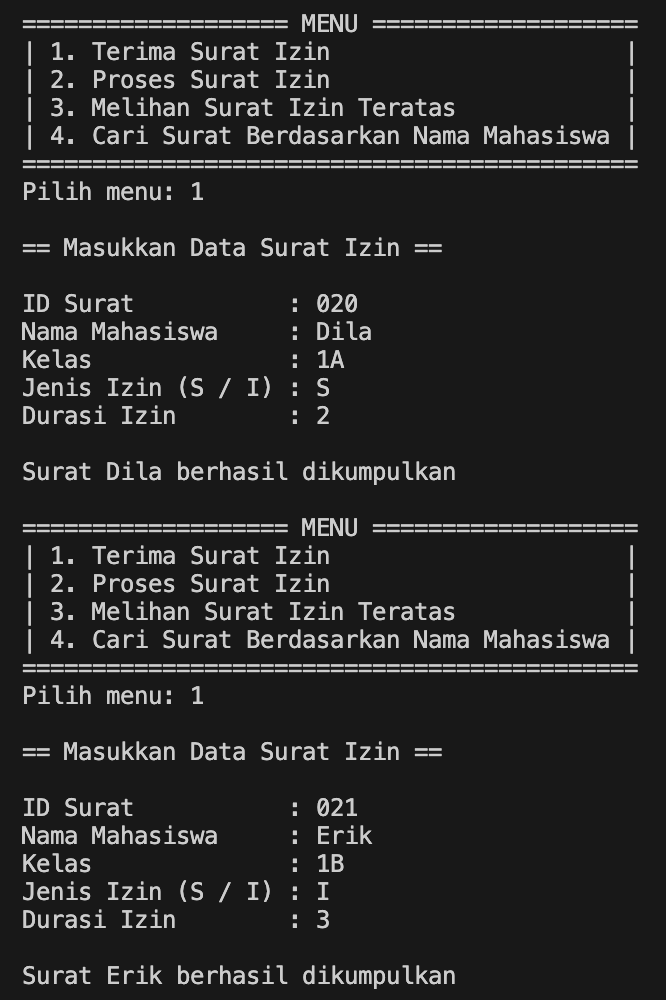 =================== MENU ===================
| 1. Terima Surat Izin                     |
| 2. Proses Surat Izin                     |
| 3. Melihan Surat Izin Teratas            |
| 4. Cari Surat Berdasarkan Nama Mahasiswa |
============================================
Pilih menu: 1
== Masukkan Data Surat Izin ==
ID Surat           : 020
Nama Mahasiswa     : Dila
Kelas              : 1A
Jenis Izin (S / I) : S
Durasi Izin        : 2
Surat Dila berhasil dikumpulkan
=================== MENU ===================
| 1. Terima Surat Izin                     |
| 2. Proses Surat Izin                     |
| 3. Melihan Surat Izin Teratas            |
| 4. Cari Surat Berdasarkan Nama Mahasiswa |
============================================
Pilih menu: 1
== Masukkan Data Surat Izin ==
ID Surat           : 021
Nama Mahasiswa     : Erik
Kelas              : 1B
Jenis Izin (S / I) : I
Durasi Izin        : 3
Surat Erik berhasil dikumpulkan